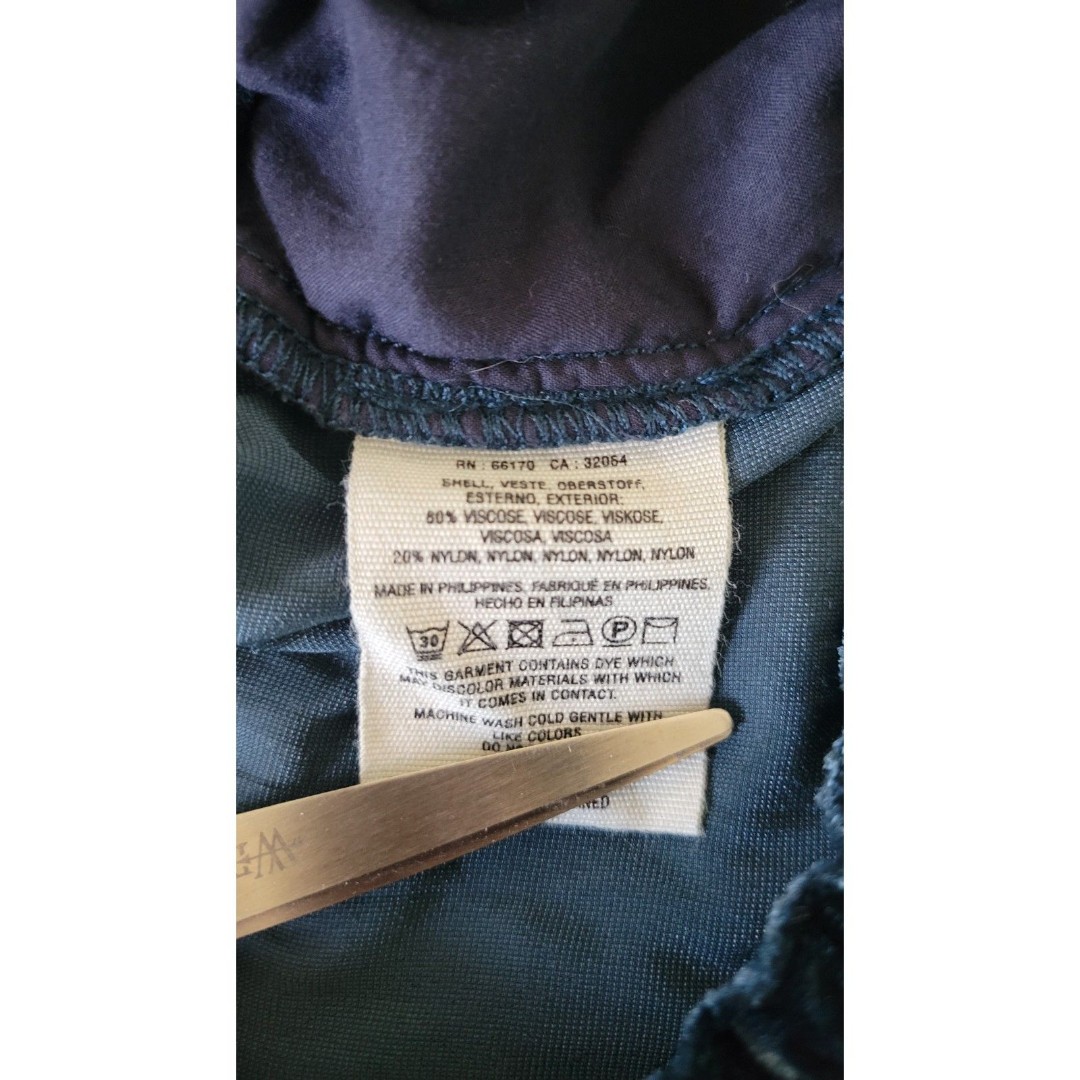 RN : 66170 CA : 32054
SHELL, VESTE, OBERSTOFF,
ESTERNO, EXTERIOR:
80% VISCOSE, VISCOSE, VISKOSE,
VISCOSA, VISCOSA
20% NYLON, NYLON, NYLON, NYLON, NYLON
MADE IN PHILIPPINES. FABRIQUÉ EN PHILIPPINES.
HECHO EN FILIPINAS
30 P
THIS GARMENT CONTAINS DYE WHICH
MAY DISCOLOR MATERIALS WITH WHICH
IT COMES IN CONTACT.
MACHINE WASH COLD GENTLE WITH
LIKE COLORS
DO